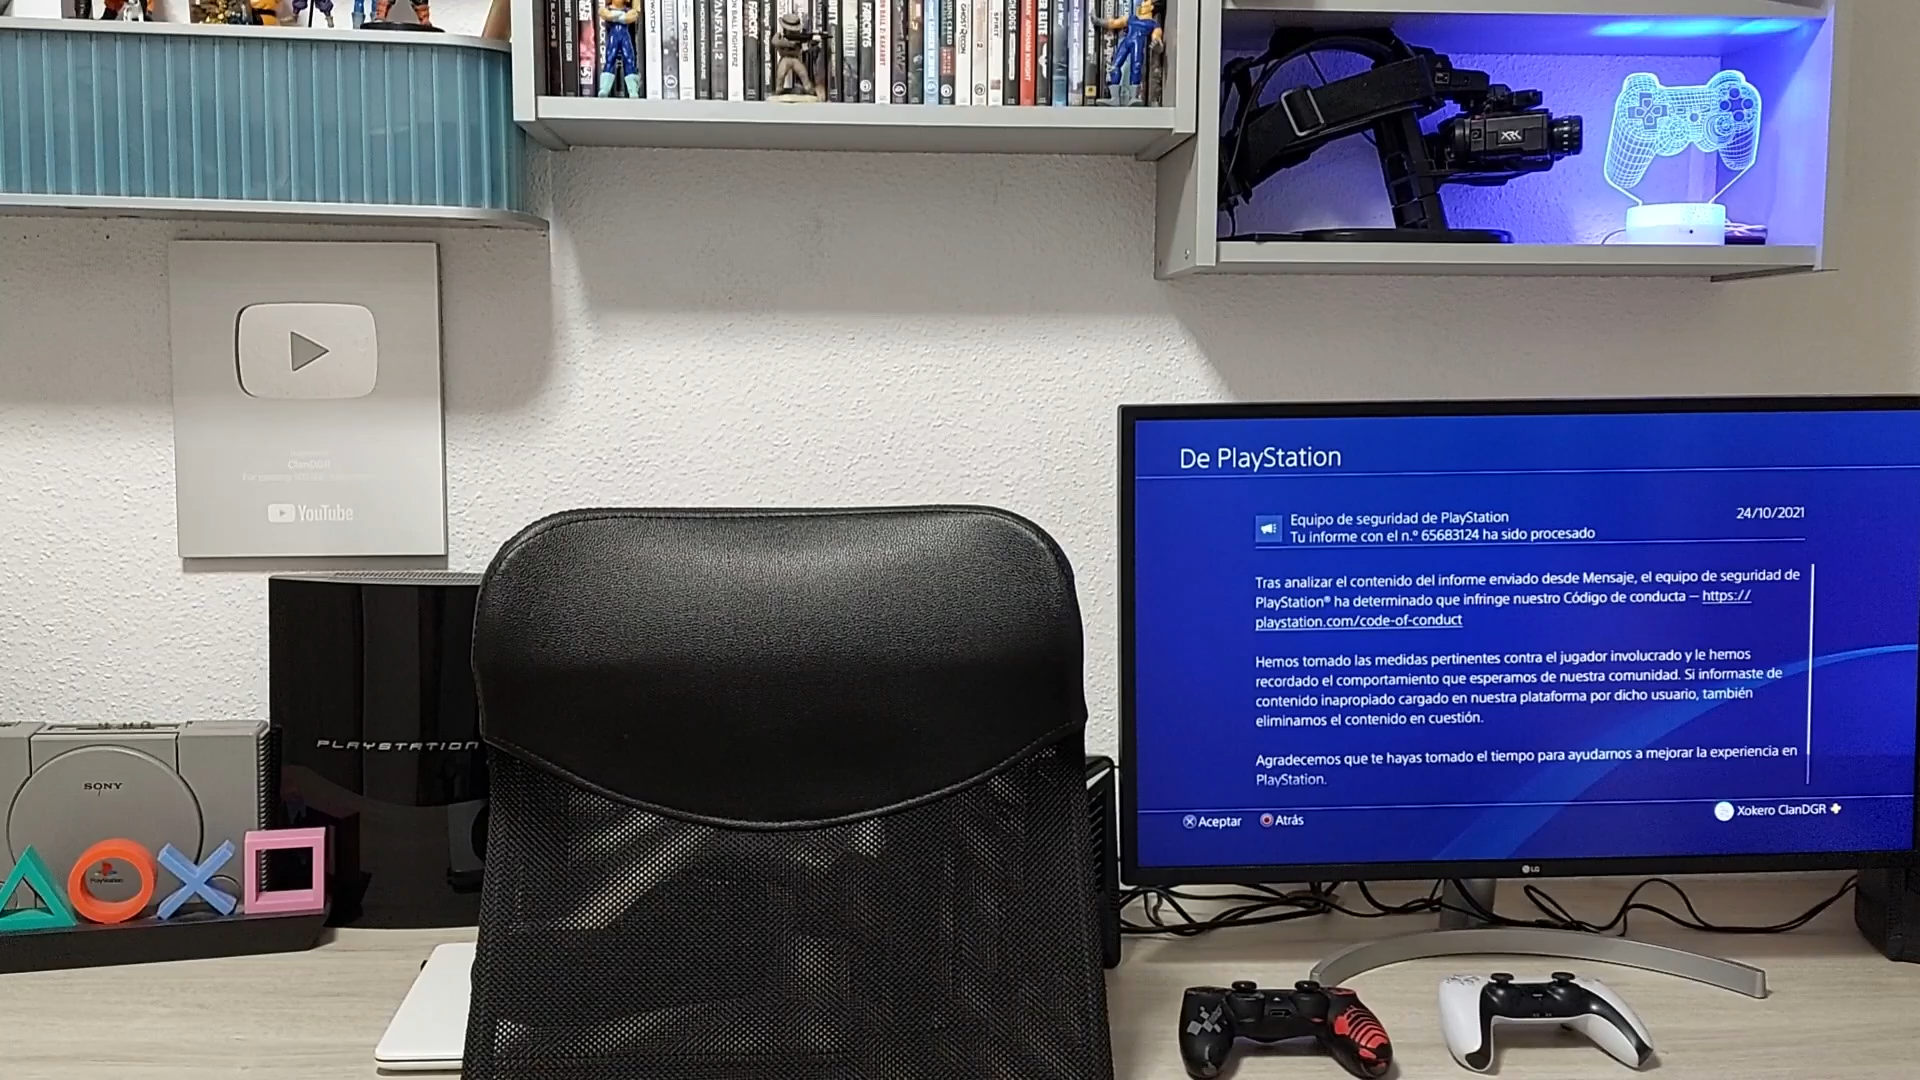 XRX
ClanDGR
YouTube
PLAYSTATION
SONY
PlayStation
De PlayStation
Equipo de seguridad de PlayStation
24/10/2021
Tu informe con el n.º 65683124 ha sido procesado
Tras analizar el contenido del informe enviado desde Mensaje, el equipo de seguridad de
PlayStation® ha determinado que infringe nuestro Código de conducta — https://
playstation.com/code-of-conduct
Hemos tomado las medidas pertinentes contra el jugador involucrado y le hemos
recordado el comportamiento que esperamos de nuestra comunidad. Si informaste de
contenido inapropiado cargado en nuestra plataforma por dicho usuario, también
eliminamos el contenido en cuestión.
Agradecemos que te hayas tomado el tiempo para ayudarnos a mejorar la experiencia en
PlayStation.
Aceptar Atrás
Xokero ClanDGR
LG